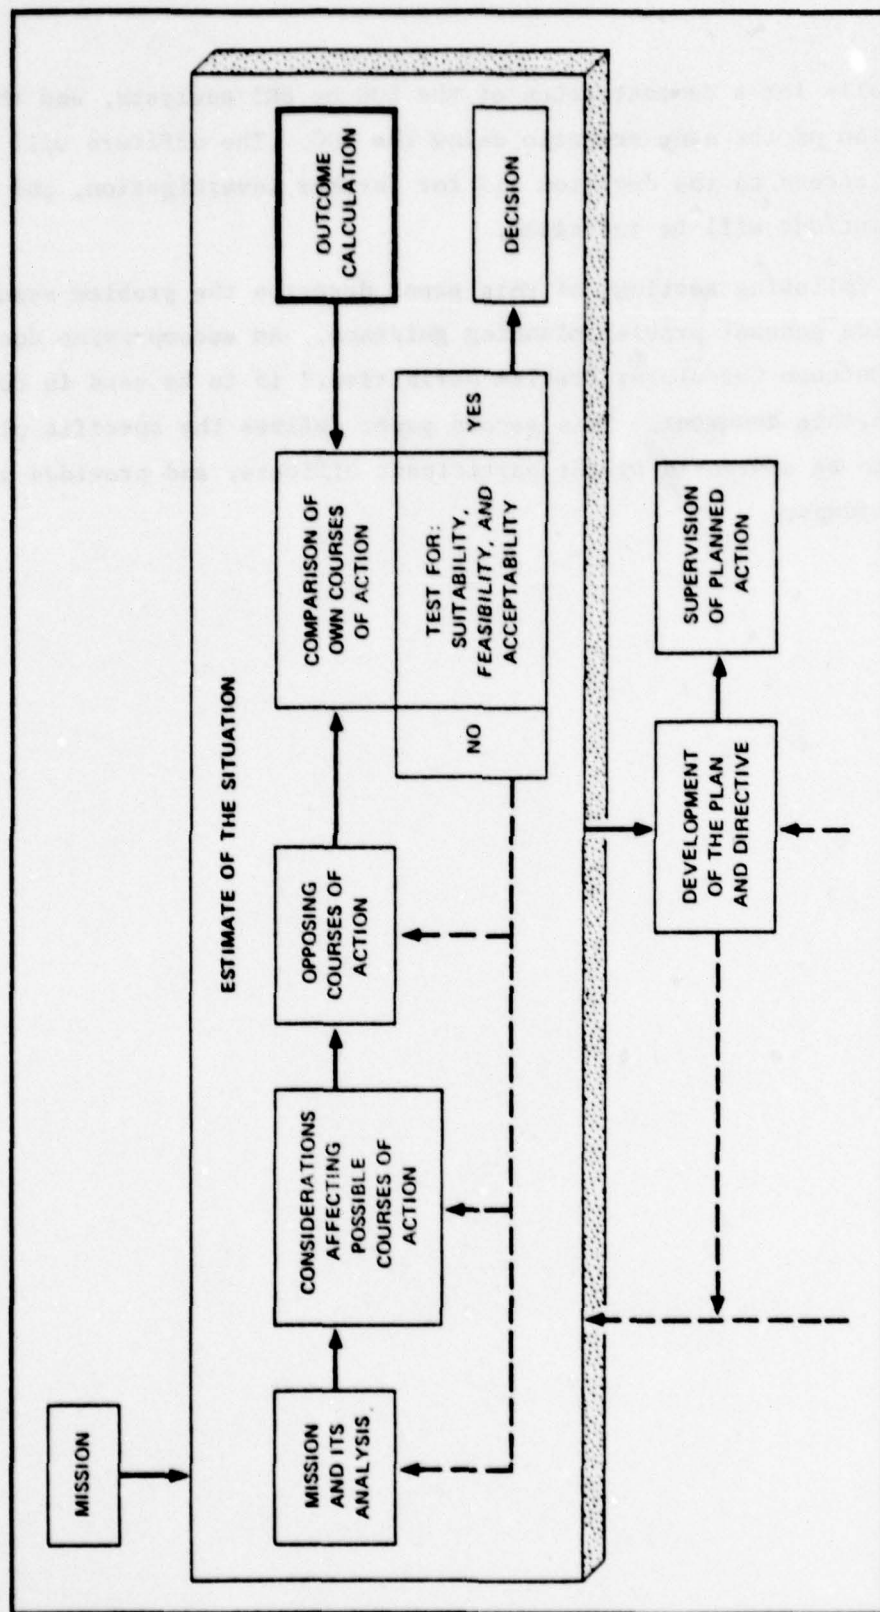 MISSION
ESTIMATE OF THE SITUATION
MISSION
AND ITS
ANALYSIS
CONSIDERATIONS
AFFECTING
POSSIBLE
COURSES OF
ACTION
OPPOSING
COURSES OF
ACTION
COMPARISON OF
OWN COURSES
OF ACTION
OUTCOME
CALCULATION
NO
TEST FOR:
SUITABILITY,
FEASIBILITY, AND
ACCEPTABILITY
YES
DECISION
DEVELOPMENT
OF THE PLAN
AND DIRECTIVE
SUPERVISION
OF PLANNED
ACTION